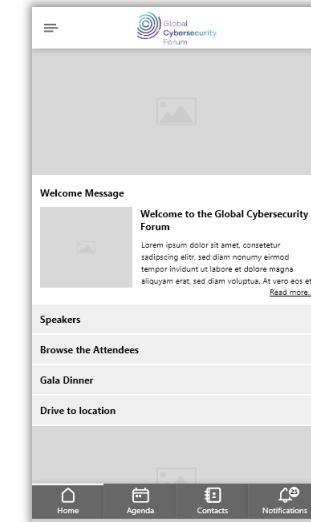 Global
Cybersecurity
Forum
Welcome Message
Welcome to the Global Cybersecurity
Forum
Lorem ipsum dolor sit amet, consetetur
sadipscing elitr, sed diam nonumy eirmod
tempor invidunt ut labore et dolore magna
aliquyam erat, sed diam voluptua. At vero eos et
Read more..
Speakers
Browse the Attendees
Gala Dinner
Drive to location
Home Agenda Contacts Notifications